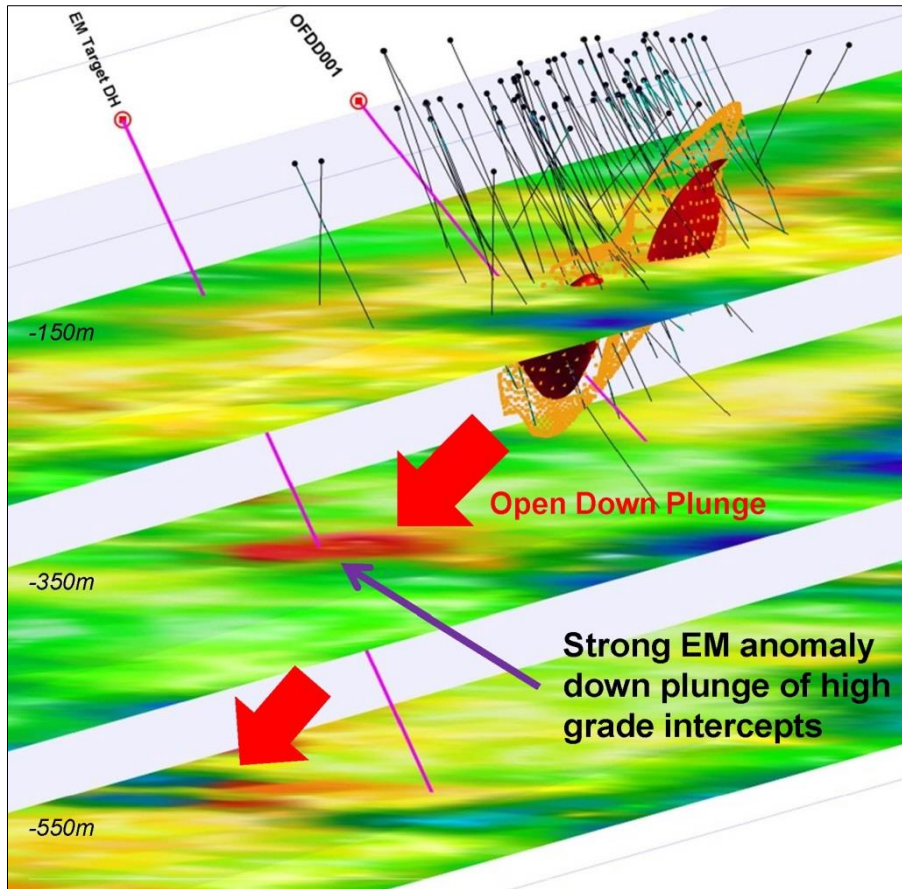 EM Target DH
OFDD001
-150m
Open Down Plunge
-350m
Strong EM anomaly
down plunge of high
grade intercepts
-550m